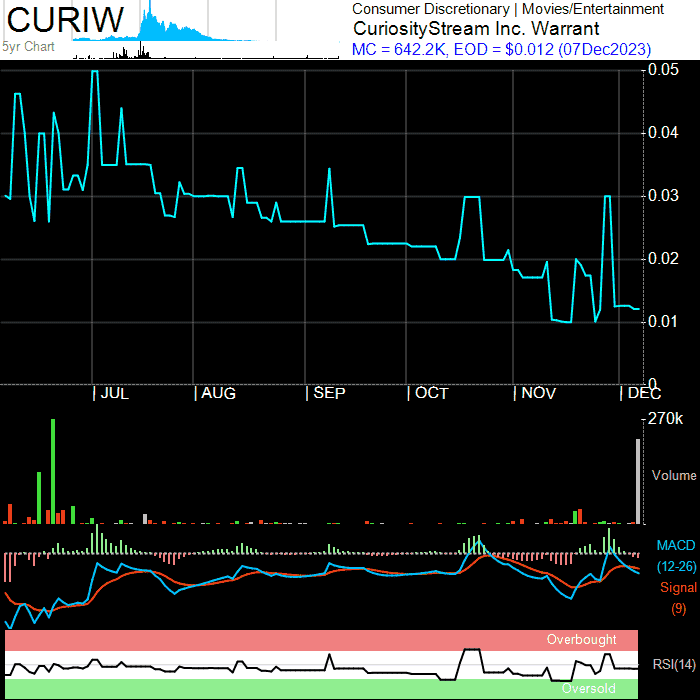 CURIW
5yr Chart
Consumer Discretionary | Movies/Entertainment
CuriosityStream Inc. Warrant
MC = 642.2K, EOD = $0.012 (07Dec2023)
0.05
0.04
0.03
0.02
0.01
0
JUL AUG SEP OCT NOV DEC
270k
Volume
MACD
(12-26)
Signal
(9)
Overbought
RSI(14)
Oversold